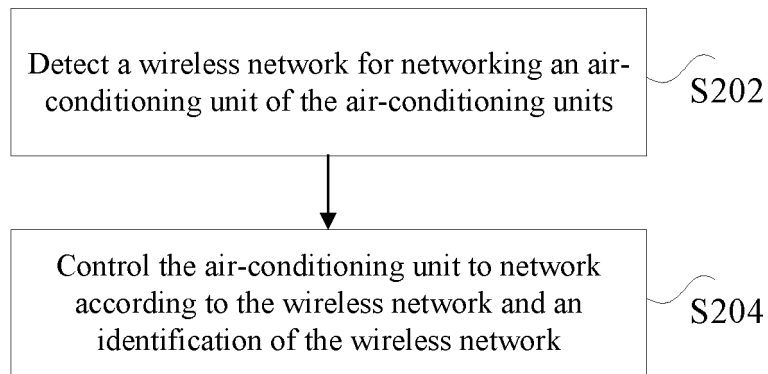 Detect a wireless network for networking an air-
conditioning unit of the air-conditioning units
S202
Control the air-conditioning unit to network
according to the wireless network and an
identification of the wireless network
S204